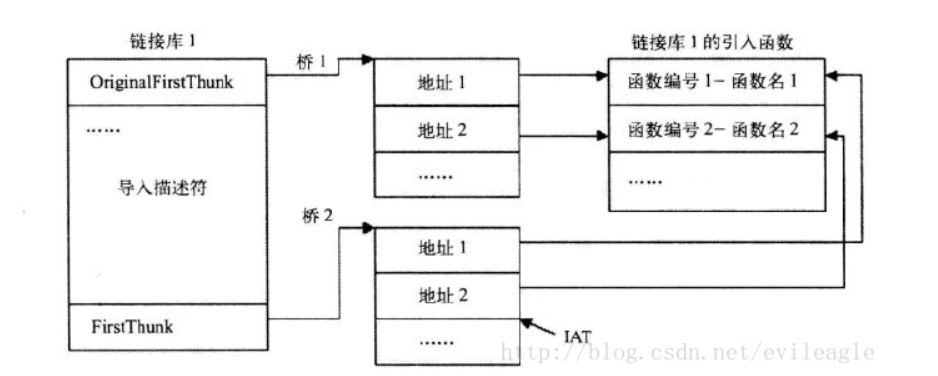 链接库 1
链接库 1 的引入函数
桥 1
OriginalFirstThunk
地址 1
函数编号 1- 函数名 1
……
地址 2
函数编号 2- 函数名 2
……
……
导入描述符
桥 2
地址 1
地址 2
FirstThunk
……
IAT
http://blog.csdn.net/evileagle